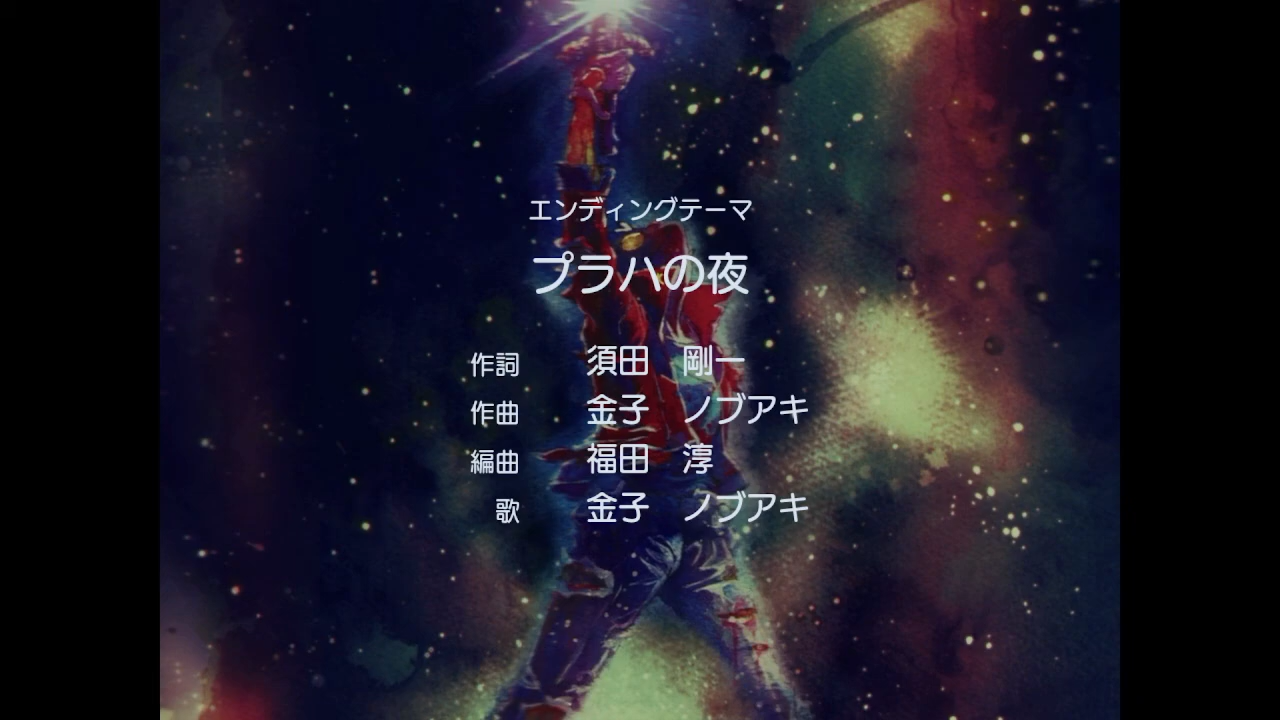 エンディングテーマ
プラハの夜
作詞 須田 剛一
作曲 金子 ノブアキ
編曲 福田 淳
歌 金子 ノブアキ